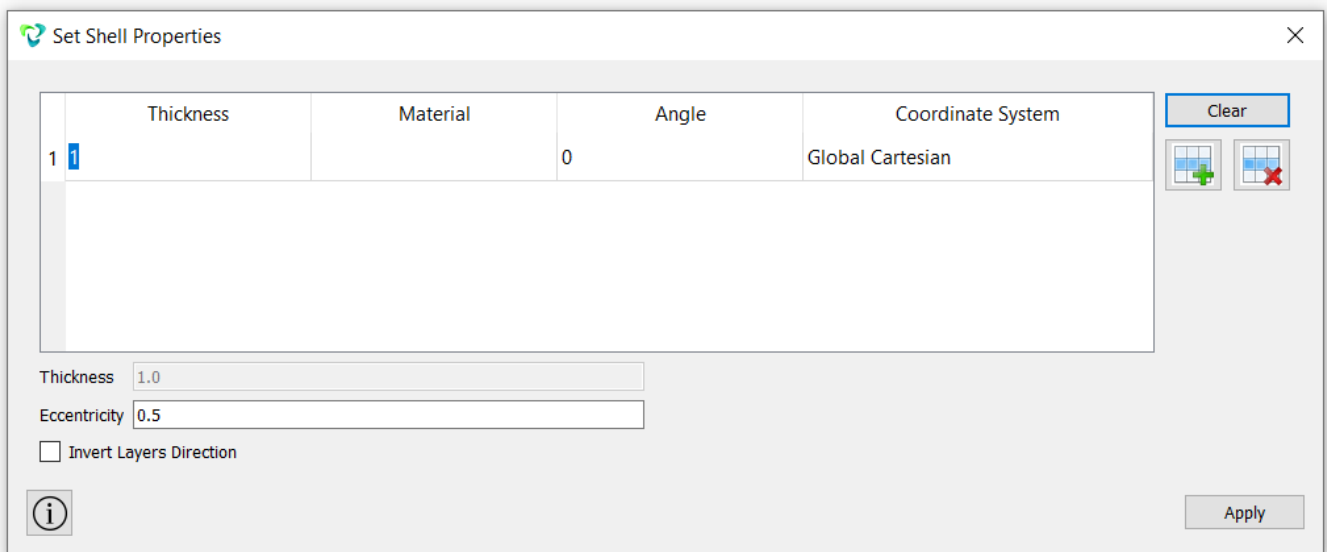 Set Shell Properties
Thickness Material Angle Coordinate System
Clear
1 1 0 Global Cartesian
Thickness 1.0
Eccentricity 0.5
Invert Layers Direction
i
Apply